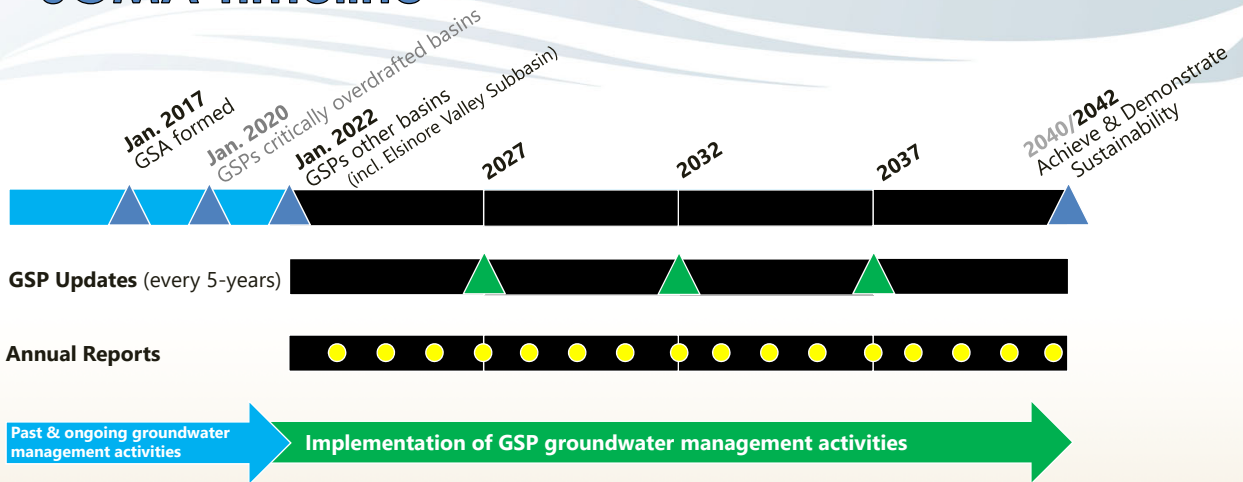 SGMA Timeline
Jan. 2017
GSA formed
Jan. 2020
GSPs critically overdrafted basins
Jan. 2022
GSPs other basins
(incl. Elsinore Valley Subbasin)
2027
2032
2037
2040/2042
Achieve & Demonstrate
Sustainability
GSP Updates (every 5-years)
Annual Reports
Past & ongoing groundwater
management activities
Implementation of GSP groundwater management activities